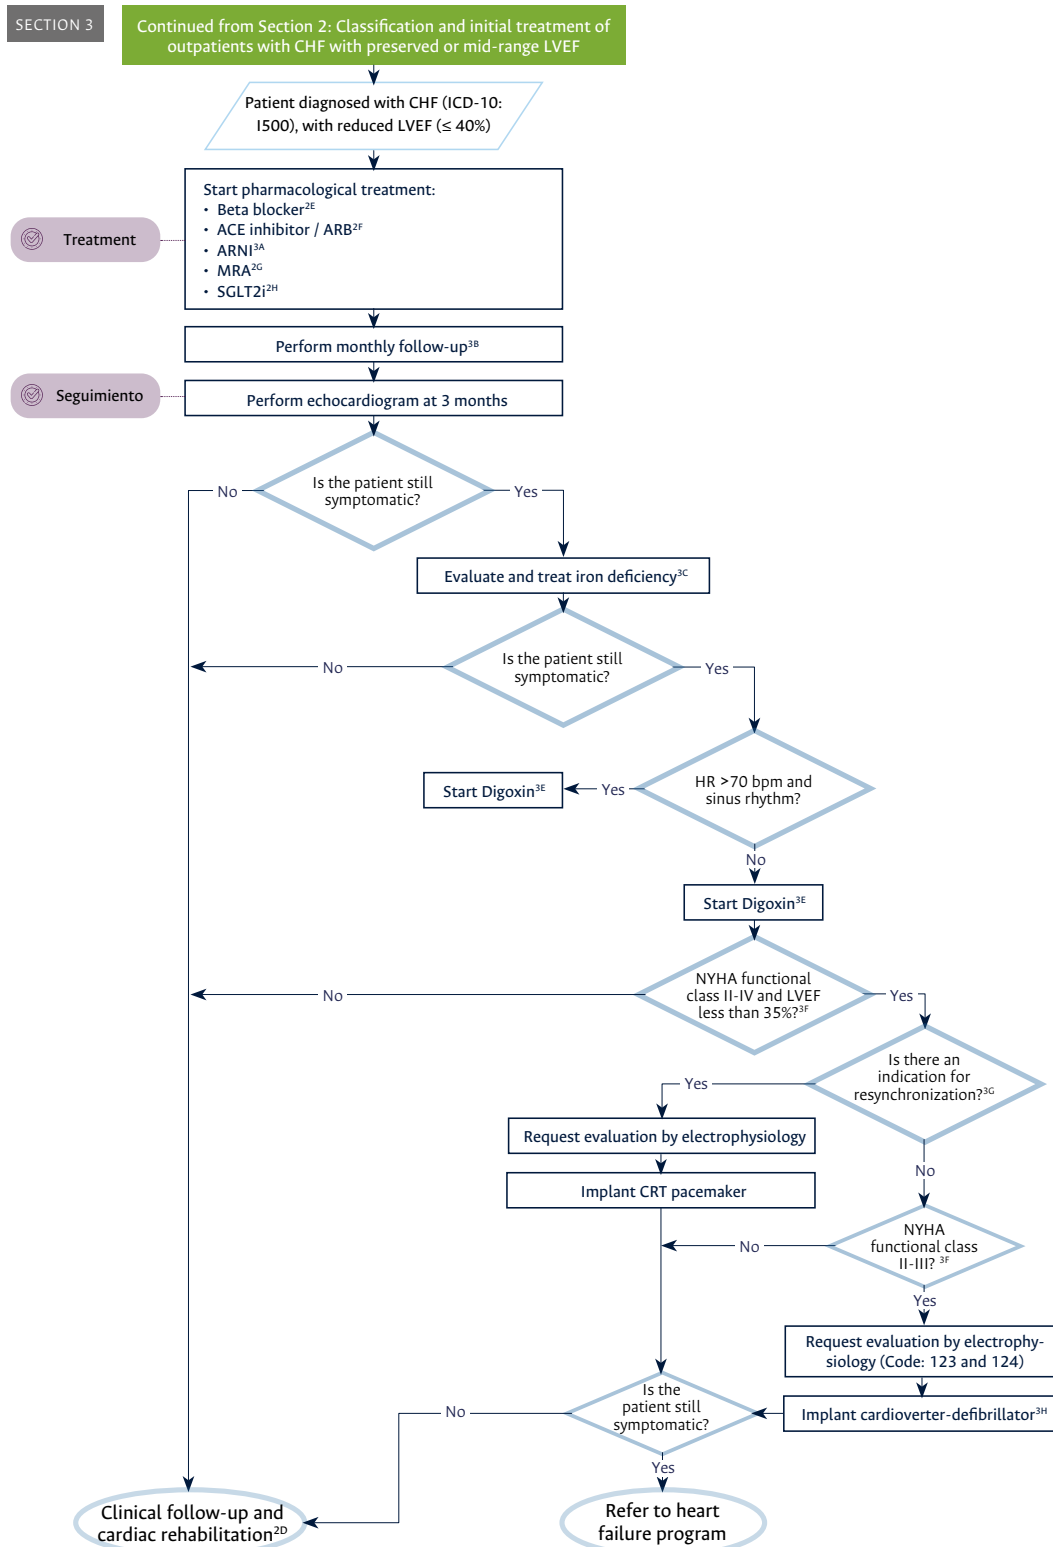 SECTION 3
Continued from Section 2: Classification and initial treatment of
outpatients with CHF with preserved or mid-range LVEF
Patient diagnosed with CHF (ICD-10:
I500), with reduced LVEF (≤ 40%)
Start pharmacological treatment:
• Beta blocker2E
• ACE inhibitor / ARB2F
• ARNI3A
• MRA2G
• SGLT2i2H
Treatment
Perform monthly follow-up3B
Seguimiento
Perform echocardiogram at 3 months
Is the patient still
symptomatic?
No
Yes
Evaluate and treat iron deficiency3C
Is the patient still
symptomatic?
No
Yes
HR >70 bpm and
sinus rhythm?
Yes
Start Digoxin3E
No
Start Digoxin3E
NYHA functional
class II-IV and LVEF
less than 35%?3F
No
Yes
Is there an
indication for
resynchronization?3G
Yes
Request evaluation by electrophysiology
Implant CRT pacemaker
No
NYHA
functional class
II-III? 3F
No
Yes
Request evaluation by electrophy-
siology (Code: 123 and 124)
Implant cardioverter-defibrillator3H
Is the
patient still
symptomatic?
No
Yes
Clinical follow-up and
cardiac rehabilitation2D
Refer to heart
failure program